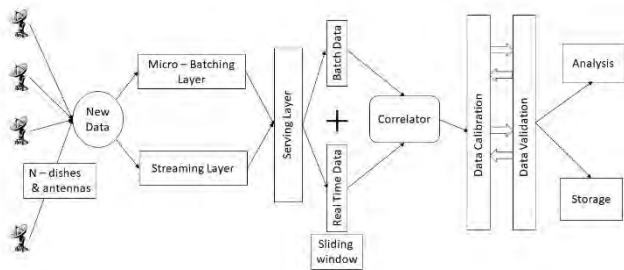 New
Data
N – dishes
& antennas
Micro – Batching
Layer
Streaming Layer
Serving Layer
Batch Data
+
Real Time Data
Sliding
window
Correlator
Data Calibration
Data Validation
Analysis
Storage